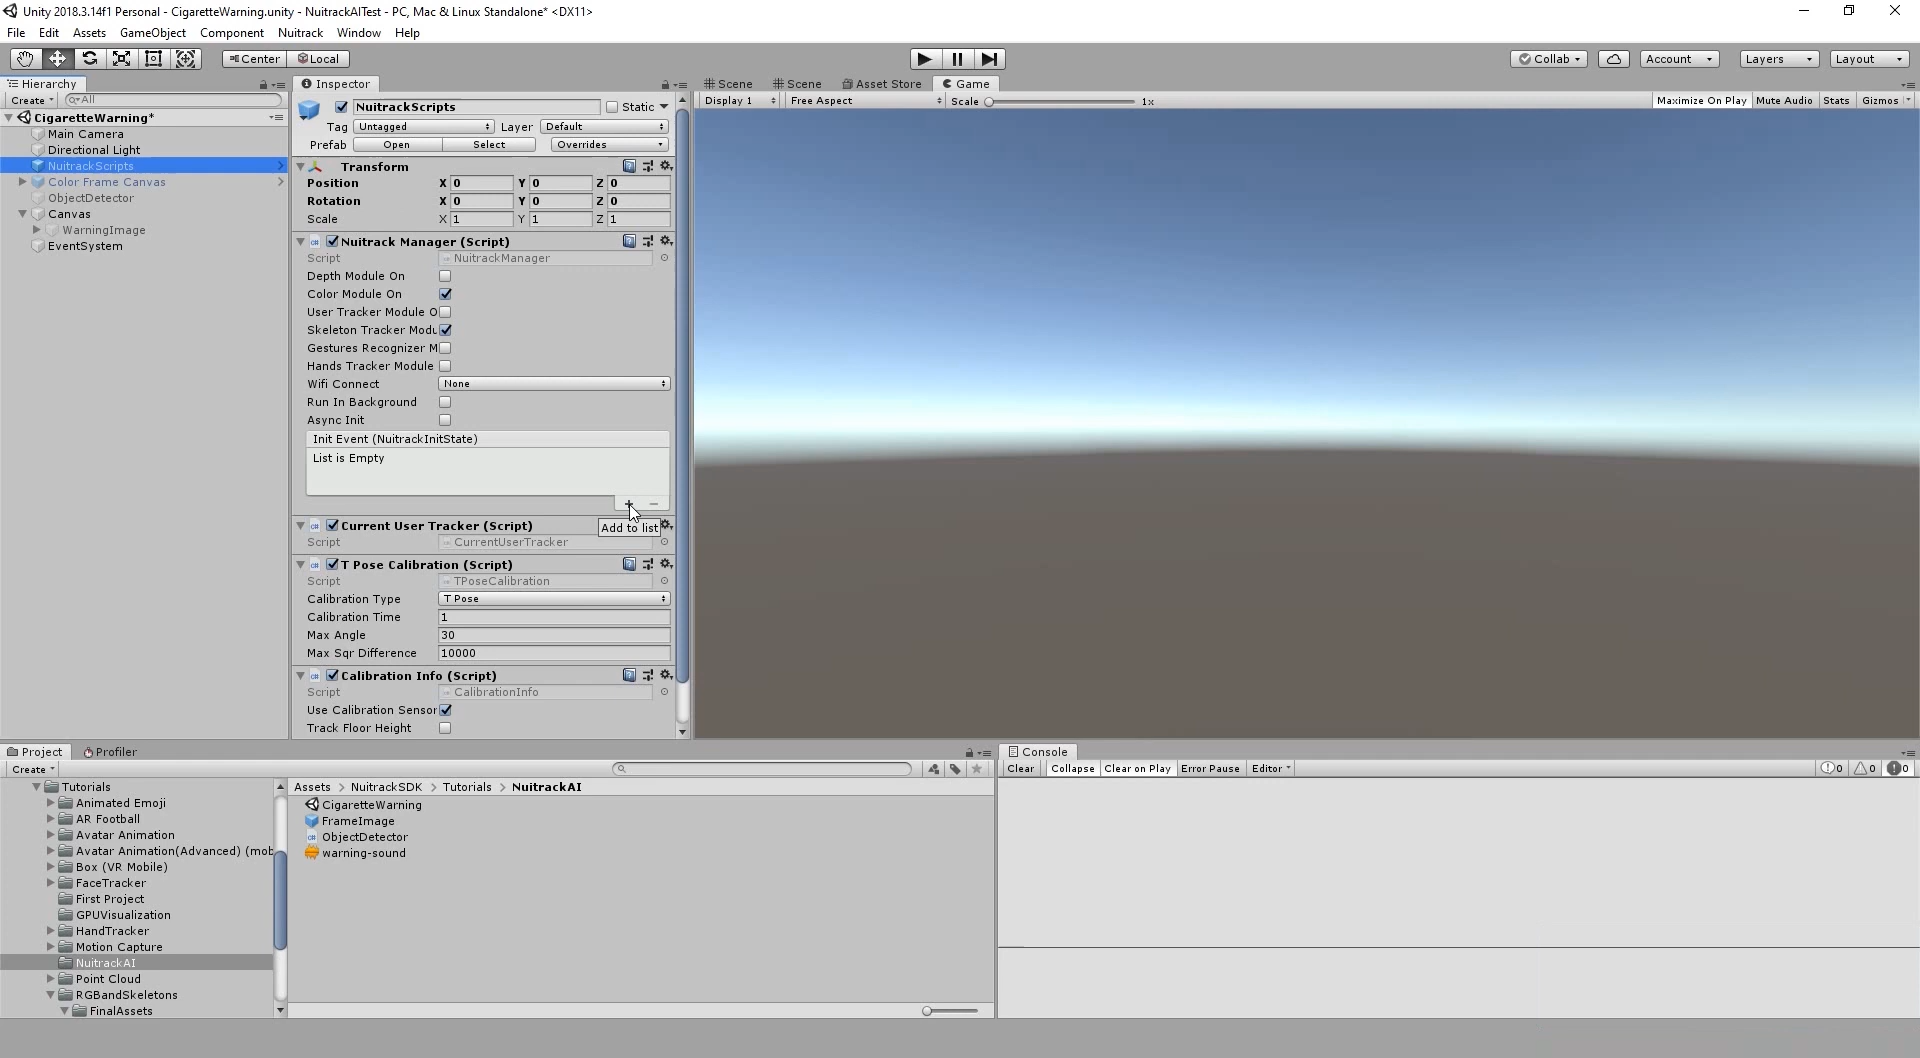 Unity 2018.3.14f1 Personal - CigaretteWarning.unity - NuitrackAITest - PC, Mac & Linux Standalone* <DX11>
File Edit Assets GameObject Component Nuitrack Window Help
Center Local Collab Account Layers Layout
Hierarchy
Create All
CigaretteWarning*
Main Camera
Directional Light
NuitrackScripts
Color Frame Canvas
ObjectDetector
Canvas
WarningImage
EventSystem
Inspector
NuitrackScripts Static
Tag Untagged Layer Default
Prefab Open Select Overrides
Transform
Position X 0 Y 0 Z 0
Rotation X 0 Y 0 Z 0
Scale X 1 Y 1 Z 1
Nuitrack Manager (Script)
Script NuitrackManager
Depth Module On
Color Module On
User Tracker Module O
Skeleton Tracker Modu
Gestures Recognizer M
Hands Tracker Module
Wifi Connect None
Run In Background
Async Init
Init Event (NuitrackInitState)
List is Empty
+ −
Add to list
Current User Tracker (Script)
Script CurrentUserTracker
T Pose Calibration (Script)
Script TPoseCalibration
Calibration Type T Pose
Calibration Time 1
Max Angle 30
Max Sqr Difference 10000
Calibration Info (Script)
Script CalibrationInfo
Use Calibration Sensor
Track Floor Height
Scene Scene Asset Store Game
Display 1 Free Aspect Scale 1x Maximize On Play Mute Audio Stats Gizmos
Project Profiler
Create
Tutorials
Animated Emoji
AR Football
Avatar Animation
Avatar Animation(Advanced) (mob
Box (VR Mobile)
FaceTracker
First Project
GPUVisualization
HandTracker
Motion Capture
NuitrackAI
Point Cloud
RGBandSkeletons
FinalAssets
Assets > NuitrackSDK > Tutorials > NuitrackAI
CigaretteWarning
FrameImage
ObjectDetector
warning-sound
Console
Clear Collapse Clear on Play Error Pause Editor 0 0 0